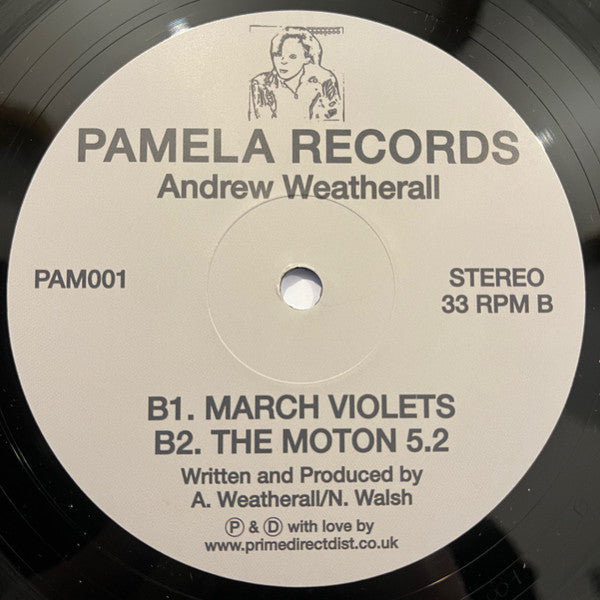 PAMELA RECORDS
Andrew Weatherall
PAM001
STEREO
33 RPM B
B1. MARCH VIOLETS
B2. THE MOTON 5.2
Written and Produced by
A. Weatherall/N. Walsh
Ⓟ & Ⓓ with love by
www.primedirectdist.co.uk